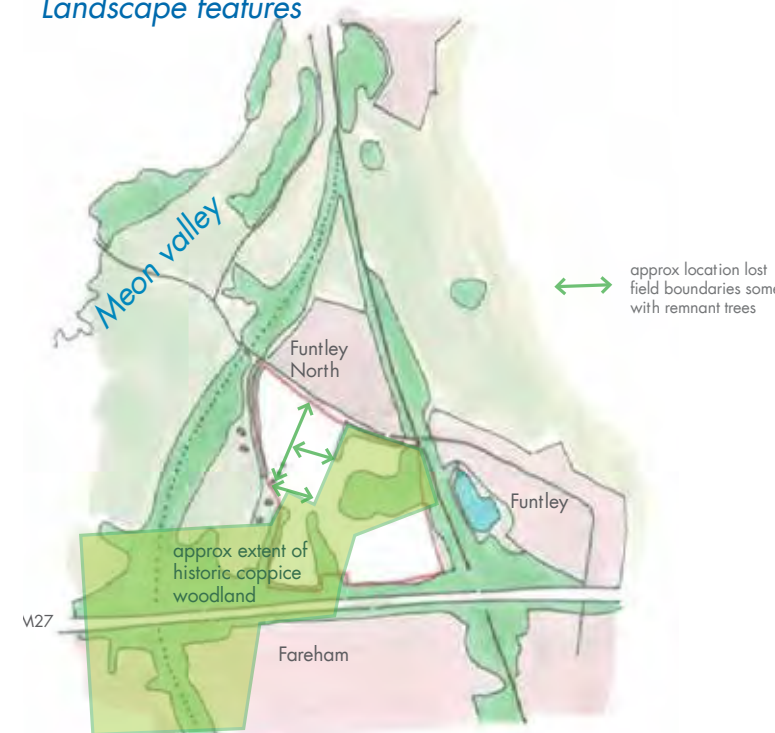 Landscape features
Meon valley
approx location lost
field boundaries some
with remnant trees
Funtley
North
Funtley
approx extent of
historic coppice
woodland
M27
Fareham